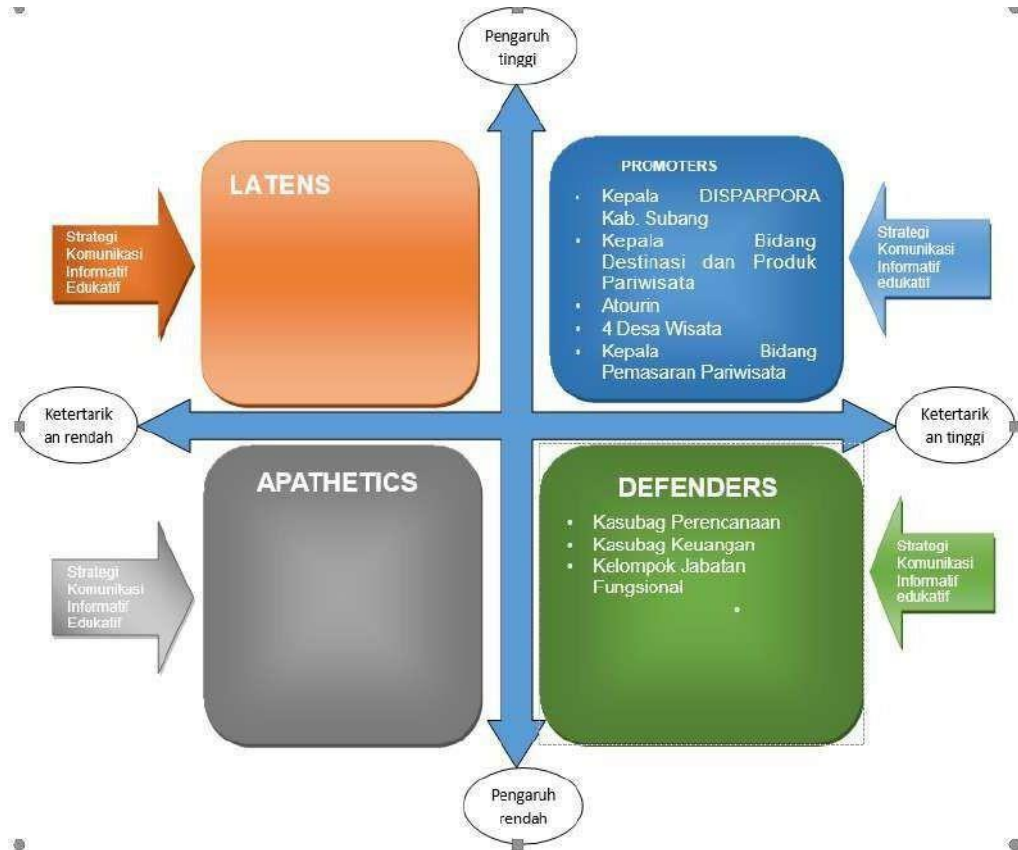 Pengaruh
tinggi
LATENS
Strategi
Komunikasi
Informatif
Edukatif
PROMOTERS
• Kepala DISPARPORA
Kab. Subang
• Kepala Bidang
Destinasi dan Produk
Pariwisata
• Atourin
• 4 Desa Wisata
• Kepala Bidang
Pemasaran Pariwisata
Strategi
Komunikasi
Informatif
edukatif
Ketertarik
an rendah
Ketertarik
an tinggi
APATHETICS
Strategi
Komunikasi
Informatif
Edukatif
DEFENDERS
• Kasubag Perencanaan
• Kasubag Keuangan
• Kelompok Jabatan
Fungsional
•
Strategi
Komunikasi
Informatif
edukatif
Pengaruh
rendah